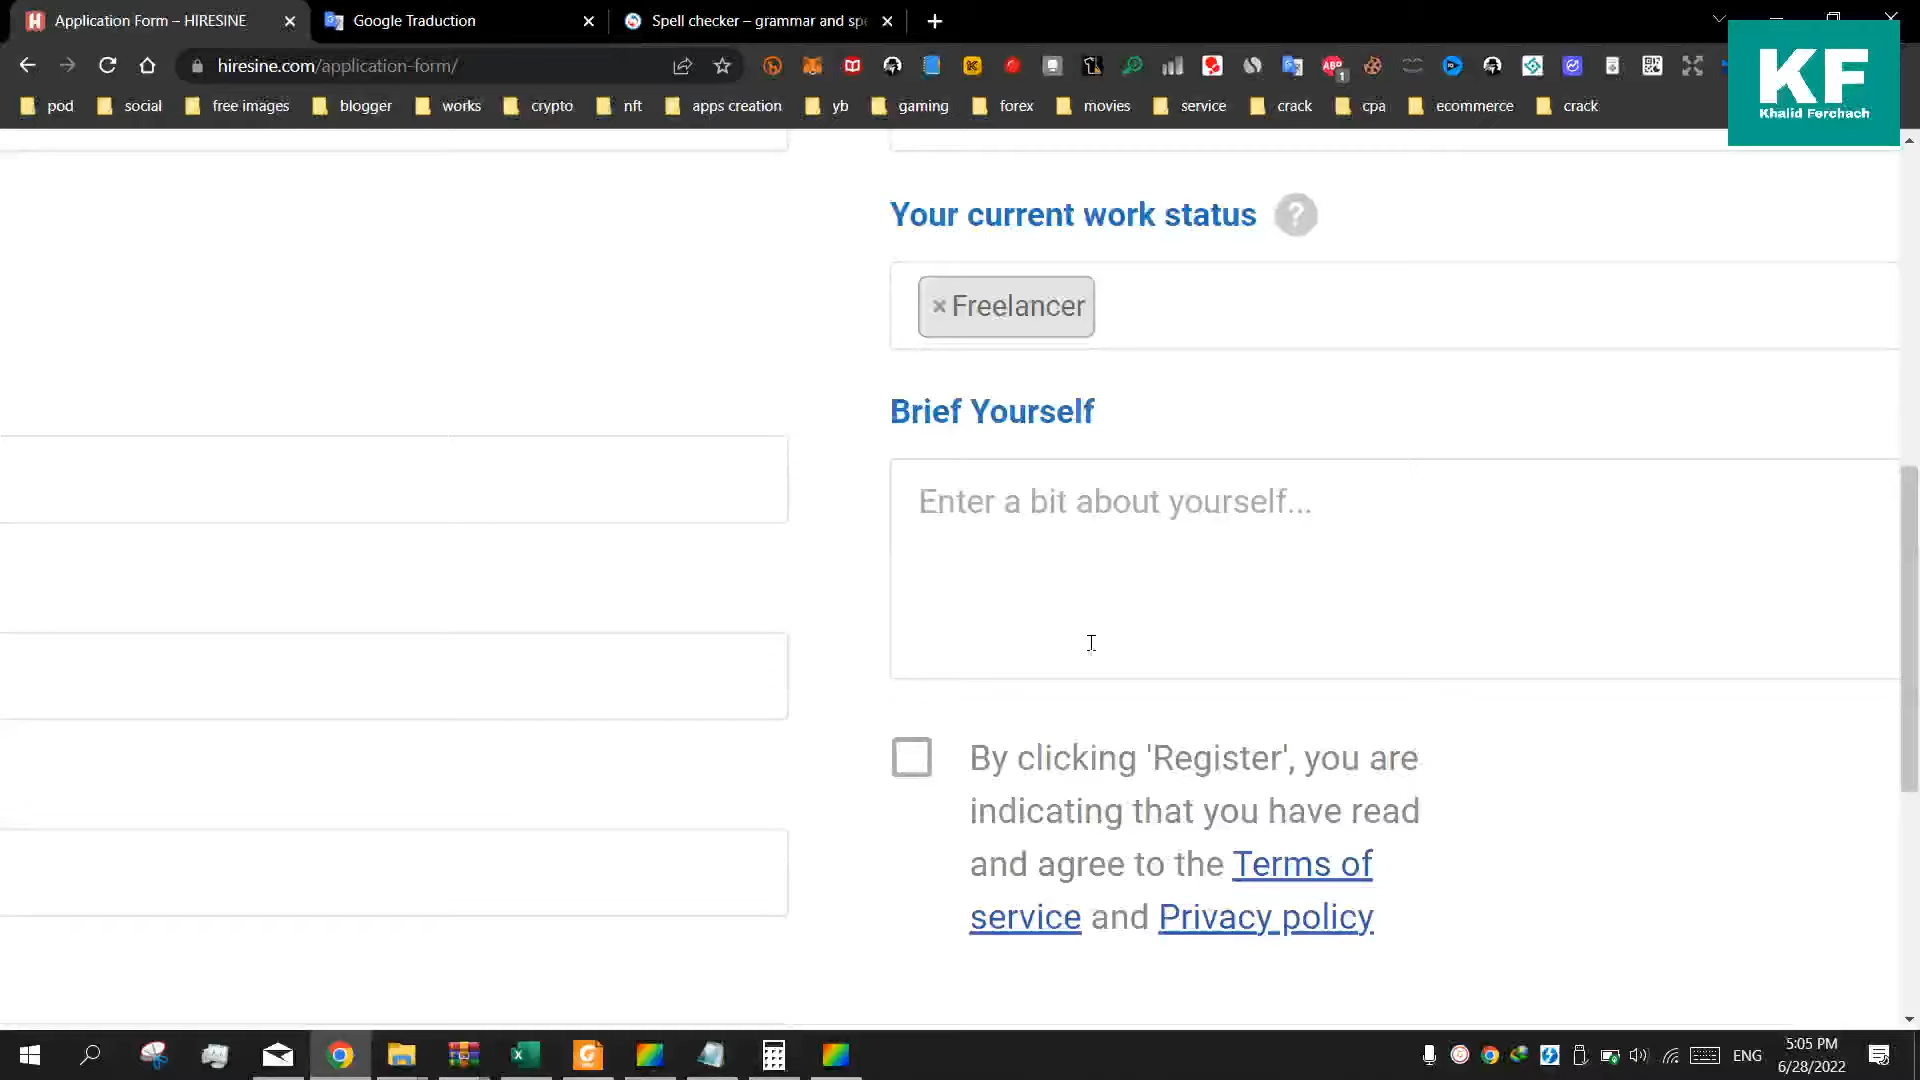 Application Form – HIRESINE
Google Traduction
Spell checker – grammar and spe
KF
Khalid Ferchach
hiresine.com/application-form/
pod
social
free images
blogger
works
crypto
nft
apps creation
yb
gaming
forex
movies
service
crack
cpa
ecommerce
crack
Your current work status ?
× Freelancer
Brief Yourself
Enter a bit about yourself...
By clicking 'Register', you are
indicating that you have read
and agree to the Terms of
service and Privacy policy
ENG
5:05 PM
6/28/2022